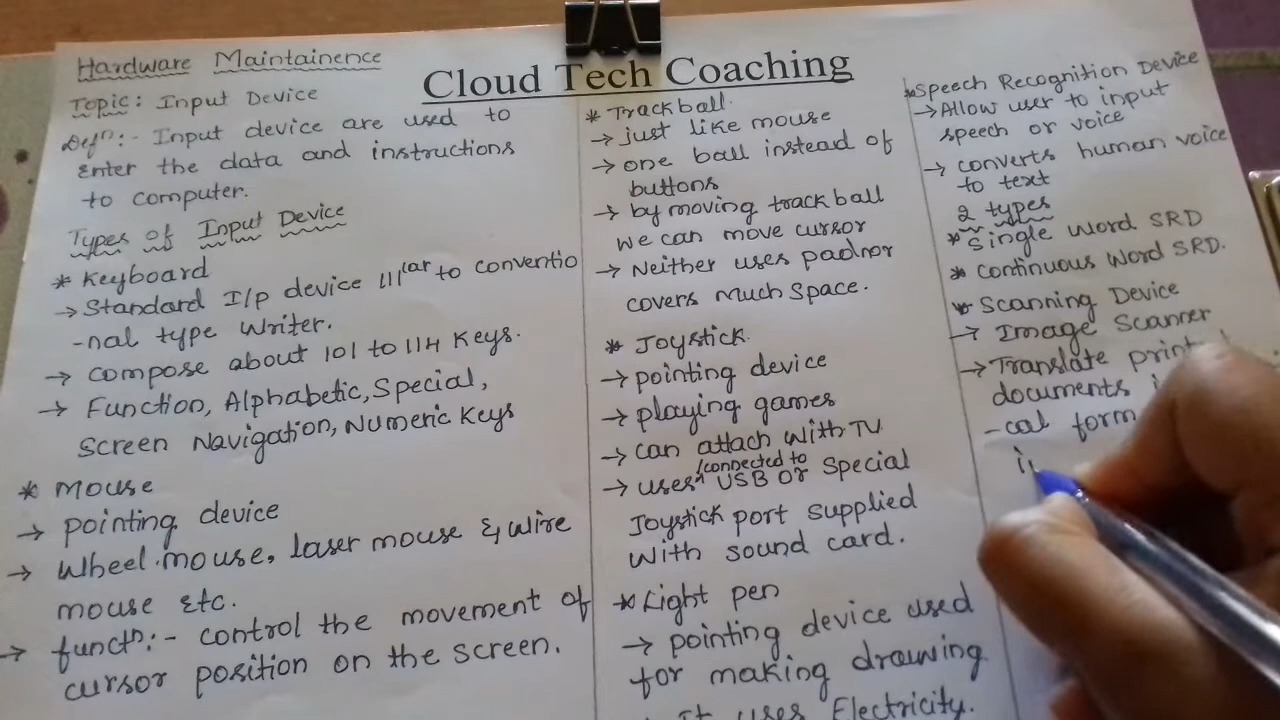 Hardware Maintainence
Cloud Tech Coaching
Topic: Input Device
Defn:- Input device are used to
Enter the data and instructions
to computer.
Types of Input Device
* Keyboard
→ Standard I/p device llllar to conventio
-nal type writer.
→ compose about 101 to 114 Keys.
→ Function, Alphabetic, Special,
Screen Navigation, Numeric Keys
* Mouse
→ pointing device
→ Wheel mouse, laser mouse & wire
mouse Etc.
→ functn:- control the movement of
cursor position on the screen.
* Trackball.
→ just like mouse
→ one ball instead of
buttons
→ by moving trackball
we can move cursor
→ Neither uses pad nor
covers Much Space.
* Joystick.
→ pointing device
→ playing games
→ can attach with TV
/connected to
→ uses^ USB or Special
Joystick port supplied
With sound card.
* Light pen
→ pointing device used
for making drawing
It uses Electricity.
* Speech Recognition Device
→ Allow user to input
speech or voice
→ converts human voice
to text
2 types
* Single Word SRD
* Continuous Word SRD.
* Scanning Device
→ Image Scanner
→ Translate
documents
-cal form